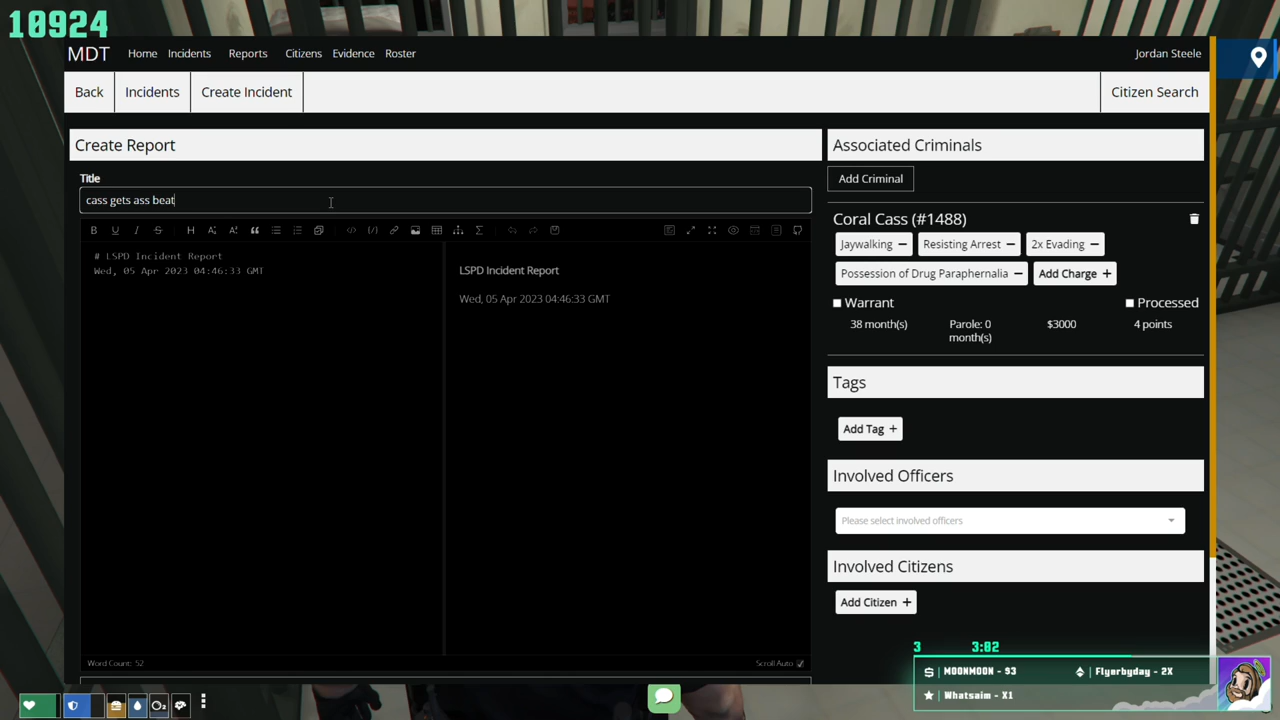 10924
MDT Home Incidents Reports Citizens Evidence Roster Jordan Steele
Back Incidents Create Incident Citizen Search
Create Report
Title
cass gets ass beat
# LSPD Incident Report
Wed, 05 Apr 2023 04:46:33 GMT
LSPD Incident Report
Wed, 05 Apr 2023 04:46:33 GMT
Word Count: 52 Scroll Auto
Associated Criminals
Add Criminal
Coral Cass (#1488)
Jaywalking − Resisting Arrest − 2x Evading −
Possession of Drug Paraphernalia − Add Charge +
Warrant Processed
38 month(s) Parole: 0 $3000 4 points
month(s)
Tags
Add Tag +
Involved Officers
Please select involved officers
Involved Citizens
Add Citizen +
3 3:02
MOONMOON - 93 Flyerbyday - 2X
Whatsaim - X1